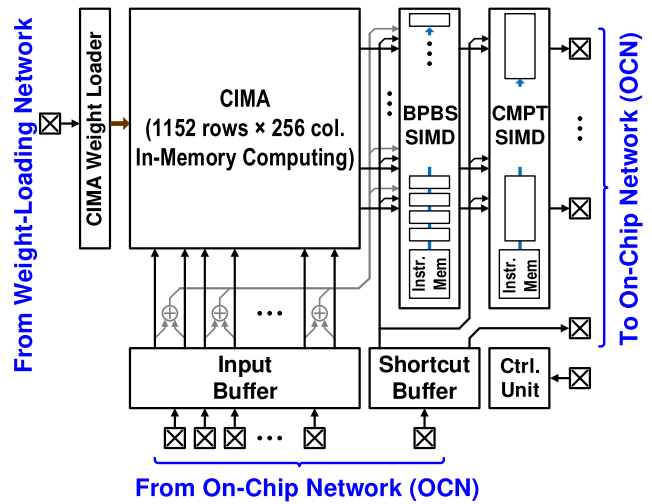 From Weight-Loading Network
CIMA Weight Loader
CIMA
(1152 rows × 256 col.
In-Memory Computing)
BPBS
SIMD
Instr.
Mem
CMPT
SIMD
Instr.
Mem
To On-Chip Network (OCN)
Input
Buffer
Shortcut
Buffer
Ctrl.
Unit
From On-Chip Network (OCN)